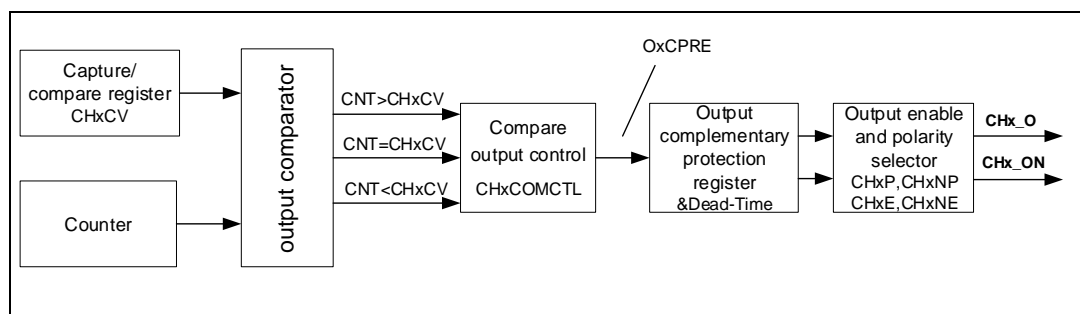 OxCPRE
Capture/
compare register
CHxCV
Counter
output comparator
CNT>CHxCV
CNT=CHxCV
CNT<CHxCV
Compare
output control
CHxCOMCTL
Output
complementary
protection
register
&Dead-Time
Output enable
and polarity
selector
CHxP,CHxNP
CHxE,CHxNE
CHx_O
CHx_ON